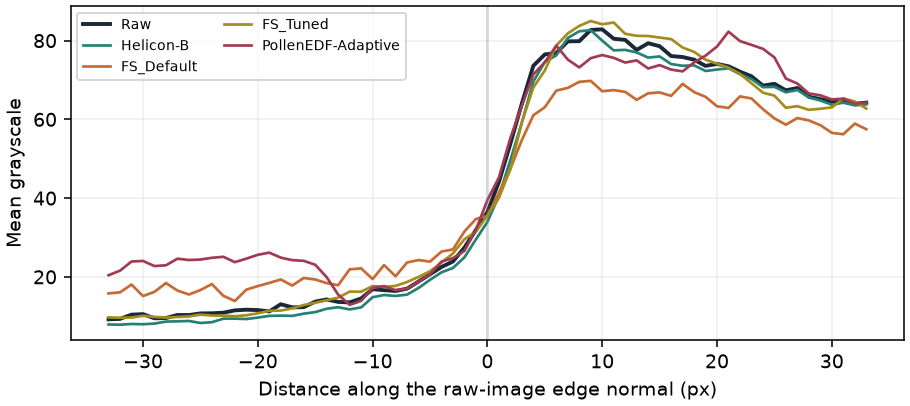 Raw
Helicon-B
FS_Default
FS_Tuned
PollenEDF-Adaptive
Mean grayscale
80
60
40
20
−30
−20
−10
0
10
20
30
Distance along the raw-image edge normal (px)